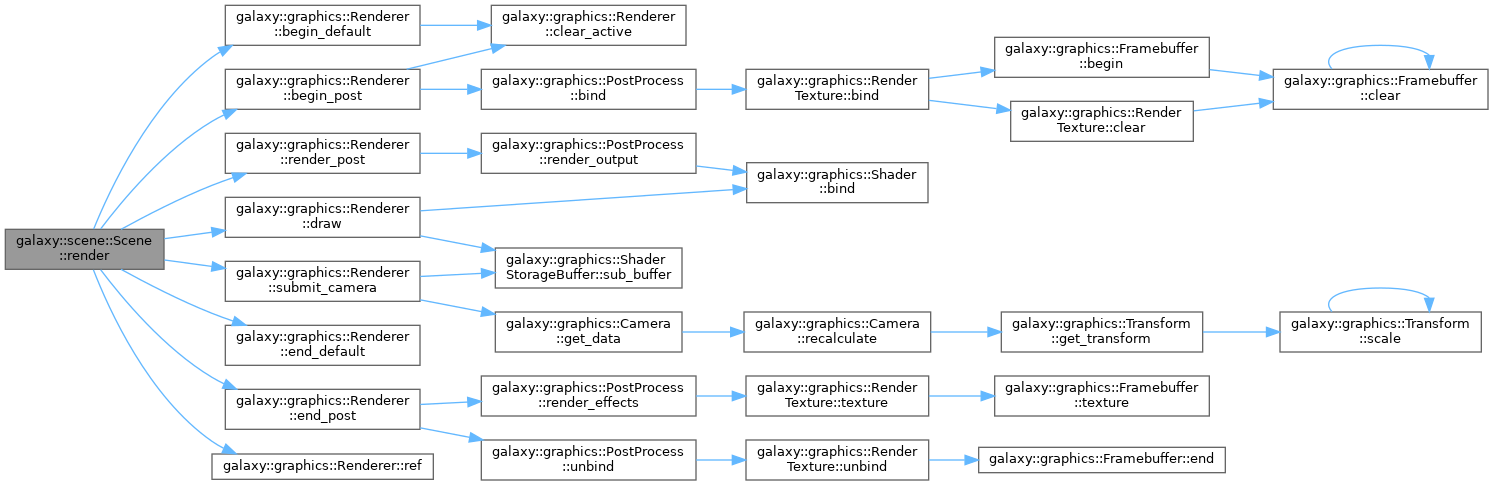 galaxy::scene::Scene
::render
galaxy::graphics::Renderer
::begin_default
galaxy::graphics::Renderer
::clear_active
galaxy::graphics::Renderer
::begin_post
galaxy::graphics::PostProcess
::bind
galaxy::graphics::Render
Texture::bind
galaxy::graphics::Framebuffer
::begin
galaxy::graphics::Framebuffer
::clear
galaxy::graphics::Render
Texture::clear
galaxy::graphics::Renderer
::render_post
galaxy::graphics::PostProcess
::render_output
galaxy::graphics::Shader
::bind
galaxy::graphics::Renderer
::draw
galaxy::graphics::Shader
StorageBuffer::sub_buffer
galaxy::graphics::Renderer
::submit_camera
galaxy::graphics::Camera
::get_data
galaxy::graphics::Camera
::recalculate
galaxy::graphics::Transform
::get_transform
galaxy::graphics::Transform
::scale
galaxy::graphics::Renderer
::end_default
galaxy::graphics::Renderer
::end_post
galaxy::graphics::PostProcess
::render_effects
galaxy::graphics::Render
Texture::texture
galaxy::graphics::Framebuffer
::texture
galaxy::graphics::PostProcess
::unbind
galaxy::graphics::Render
Texture::unbind
galaxy::graphics::Framebuffer::end
galaxy::graphics::Renderer::ref